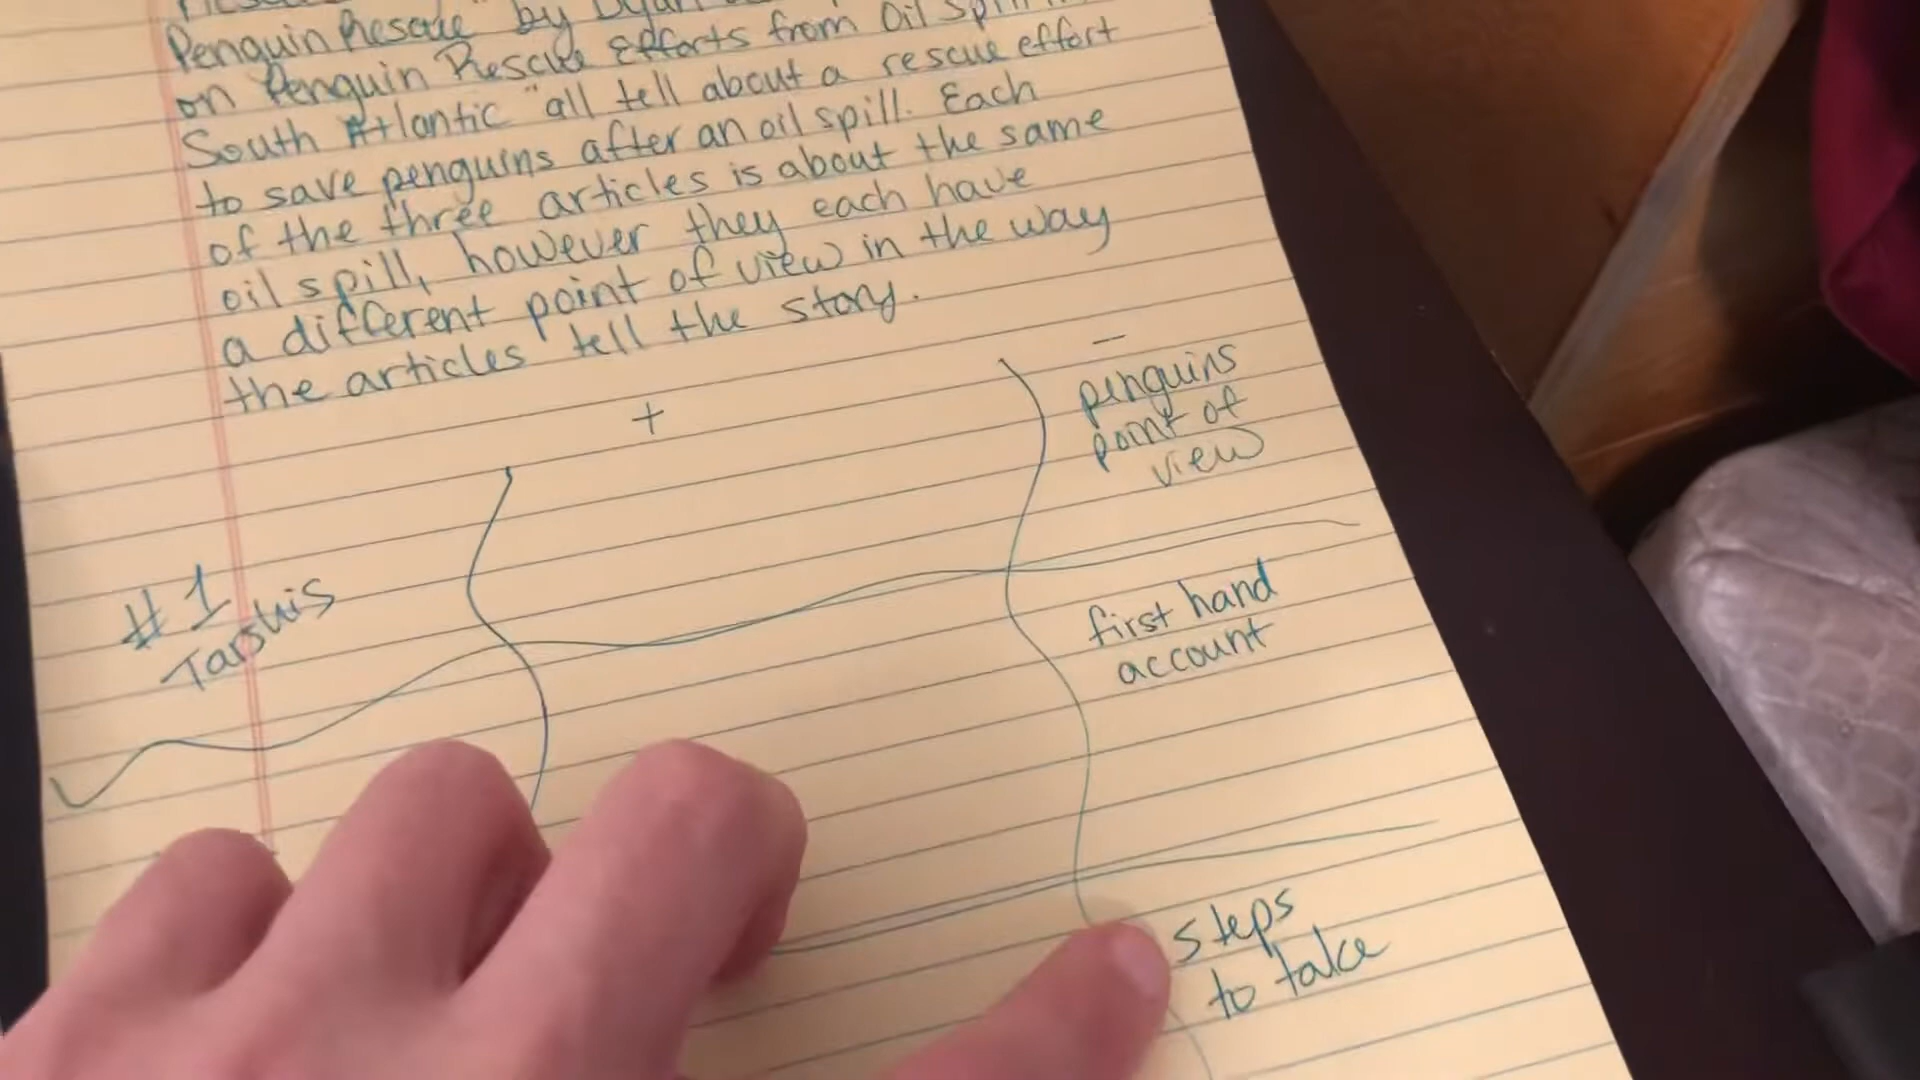 Penguin Rescue" by Dyan
on Penguin Rescue Efforts from Oil Spill
South Atlantic "all tell about a rescue effort
to save penguins after an oil spill. Each
of the three articles is about the same
oil spill, however they each have
a different point of view in the way
the articles tell the story.
+
—
penguins
point of
view
#1
Tarshis
first hand
account
steps
to take